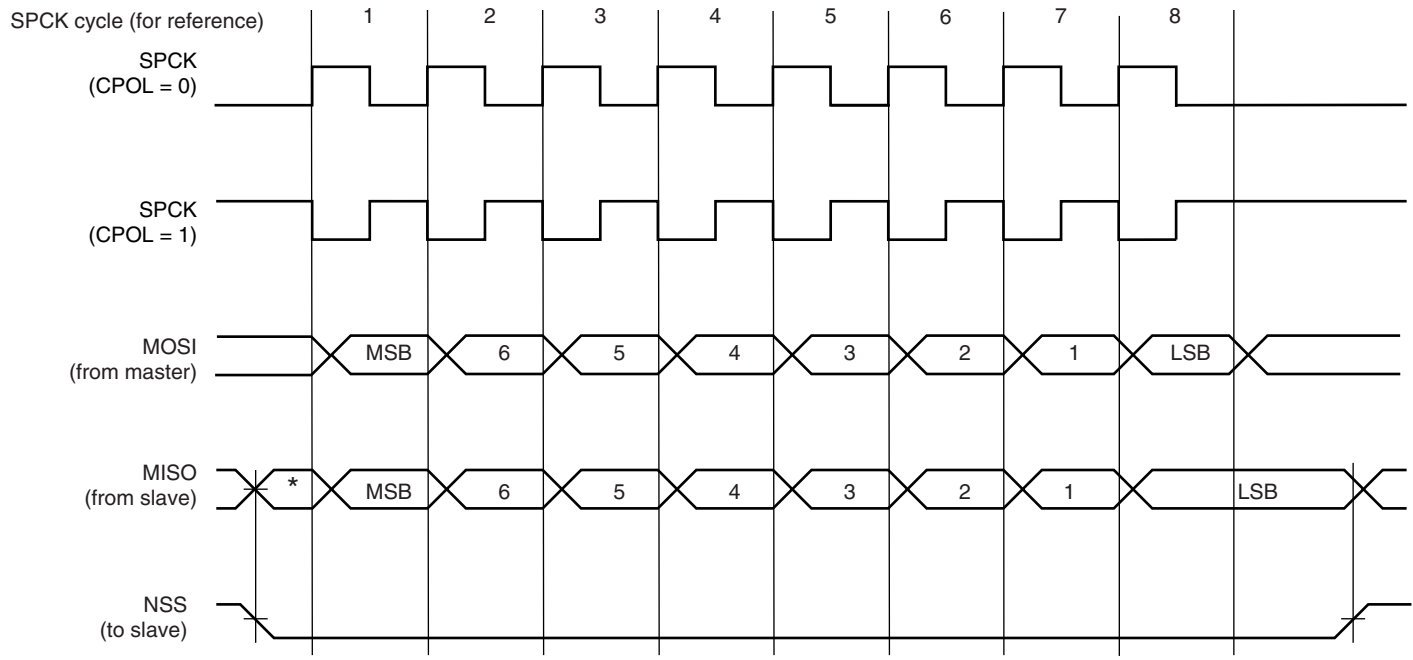 SPCK cycle (for reference) 1 2 3 4 5 6 7 8
SPCK
(CPOL = 0)
SPCK
(CPOL = 1)
MOSI
(from master)
MSB 6 5 4 3 2 1 LSB
MISO
(from slave)
* MSB 6 5 4 3 2 1 LSB
NSS
(to slave)